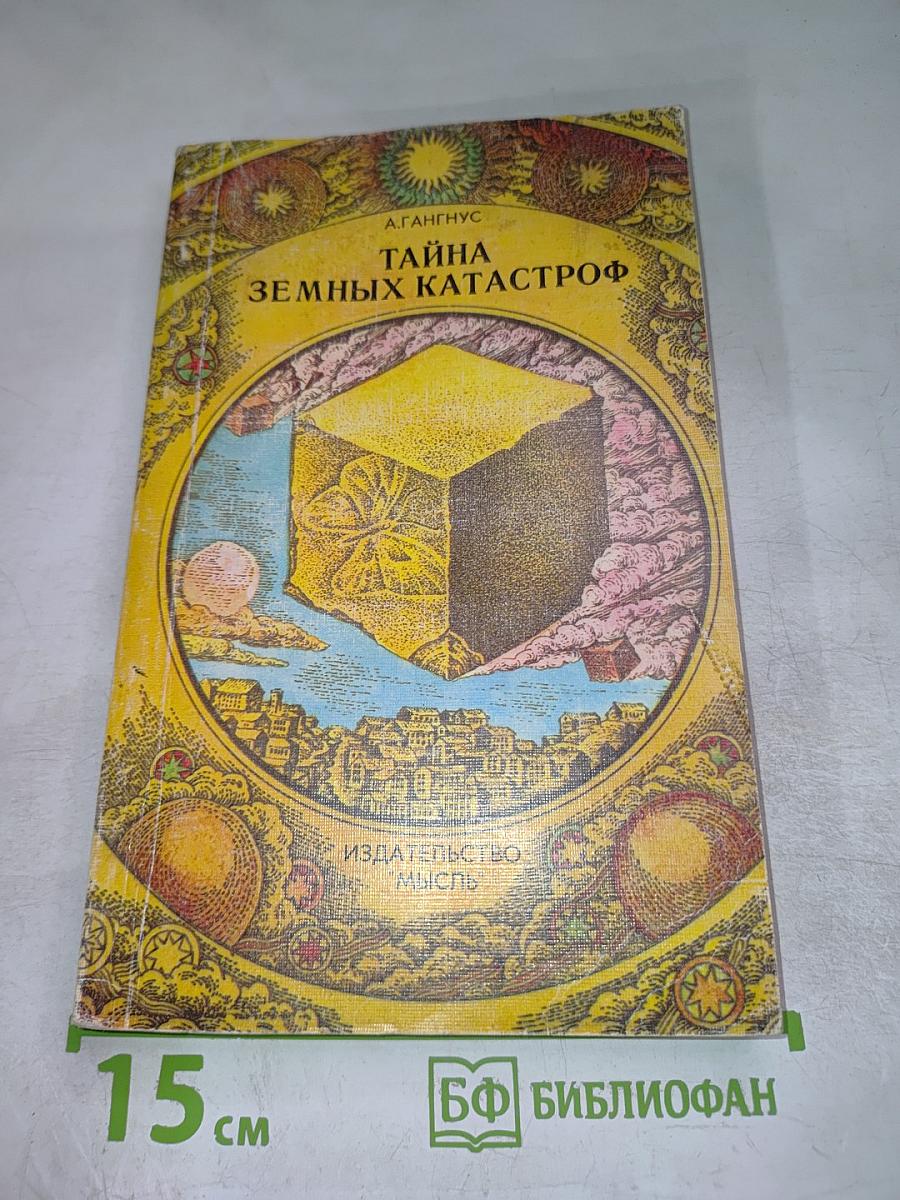 А.ГАНГНУС
ТАЙНА
ЗЕМНЫХ КАТАСТРОФ
ИЗДАТЕЛЬСТВО
"МЫСЛЬ"
15 см
БФ БИБЛИОФАН